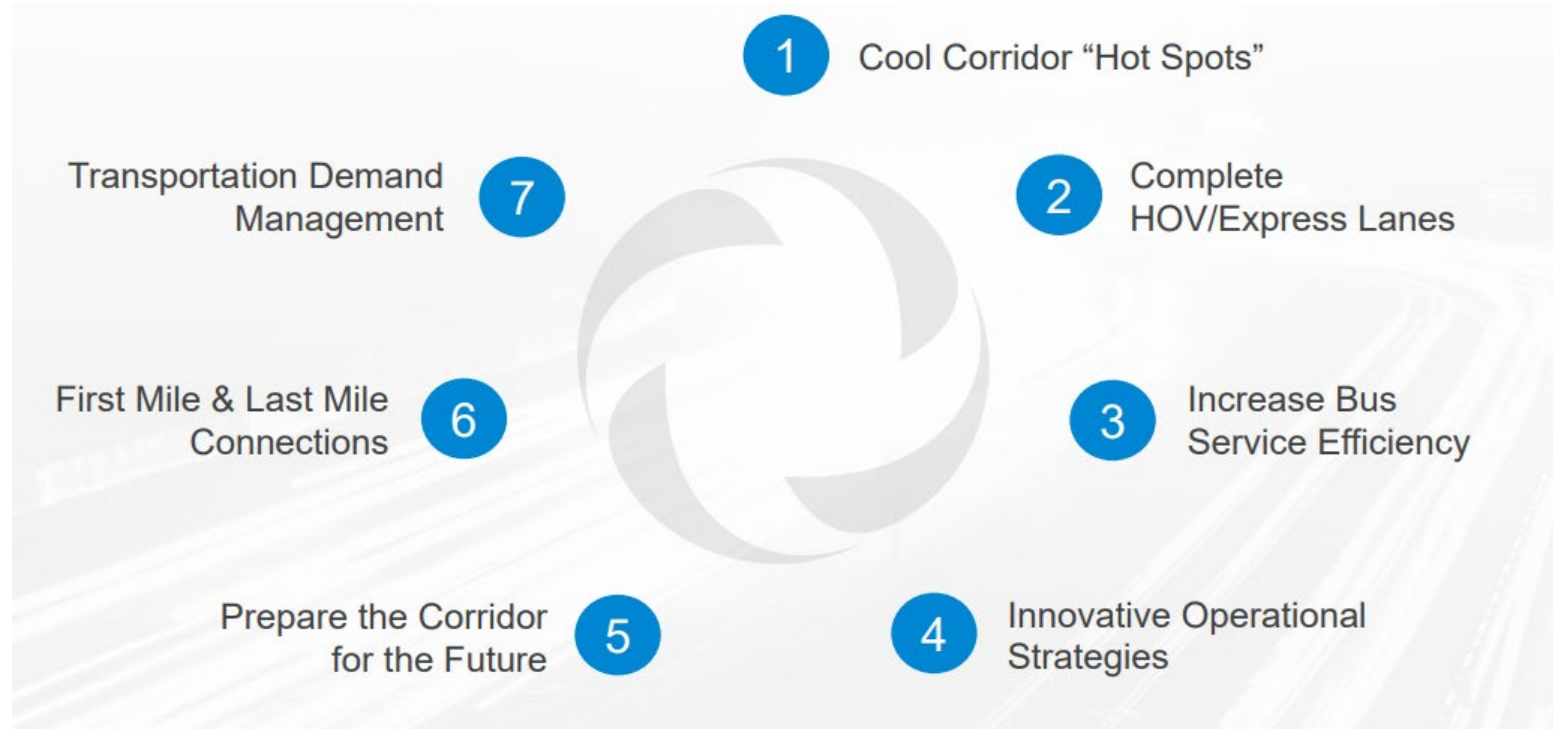 1 Cool Corridor “Hot Spots”
2 Complete
HOV/Express Lanes
3 Increase Bus
Service Efficiency
4 Innovative Operational
Strategies
5 Prepare the Corridor
for the Future
6 First Mile & Last Mile
Connections
7 Transportation Demand
Management